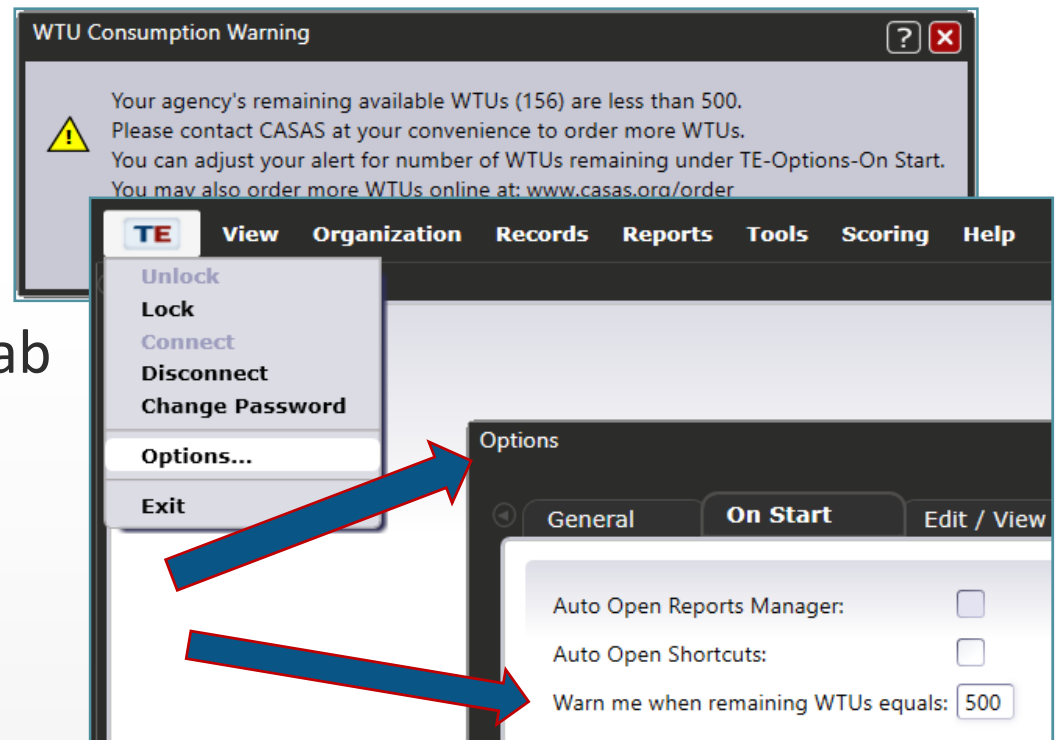 WTU Consumption Warning
?
Your agency's remaining available WTUs (156) are less than 500.
Please contact CASAS at your convenience to order more WTUs.
You can adjust your alert for number of WTUs remaining under TE-Options-On Start.
You may also order more WTUs online at: www.casas.org/order
TE View Organization Records Reports Tools Scoring Help
Unlock
Lock
ab
Connect
Disconnect
Change Password
Options...
Exit
Options
General On Start Edit / View
Auto Open Reports Manager:
Auto Open Shortcuts:
Warn me when remaining WTUs equals: 500